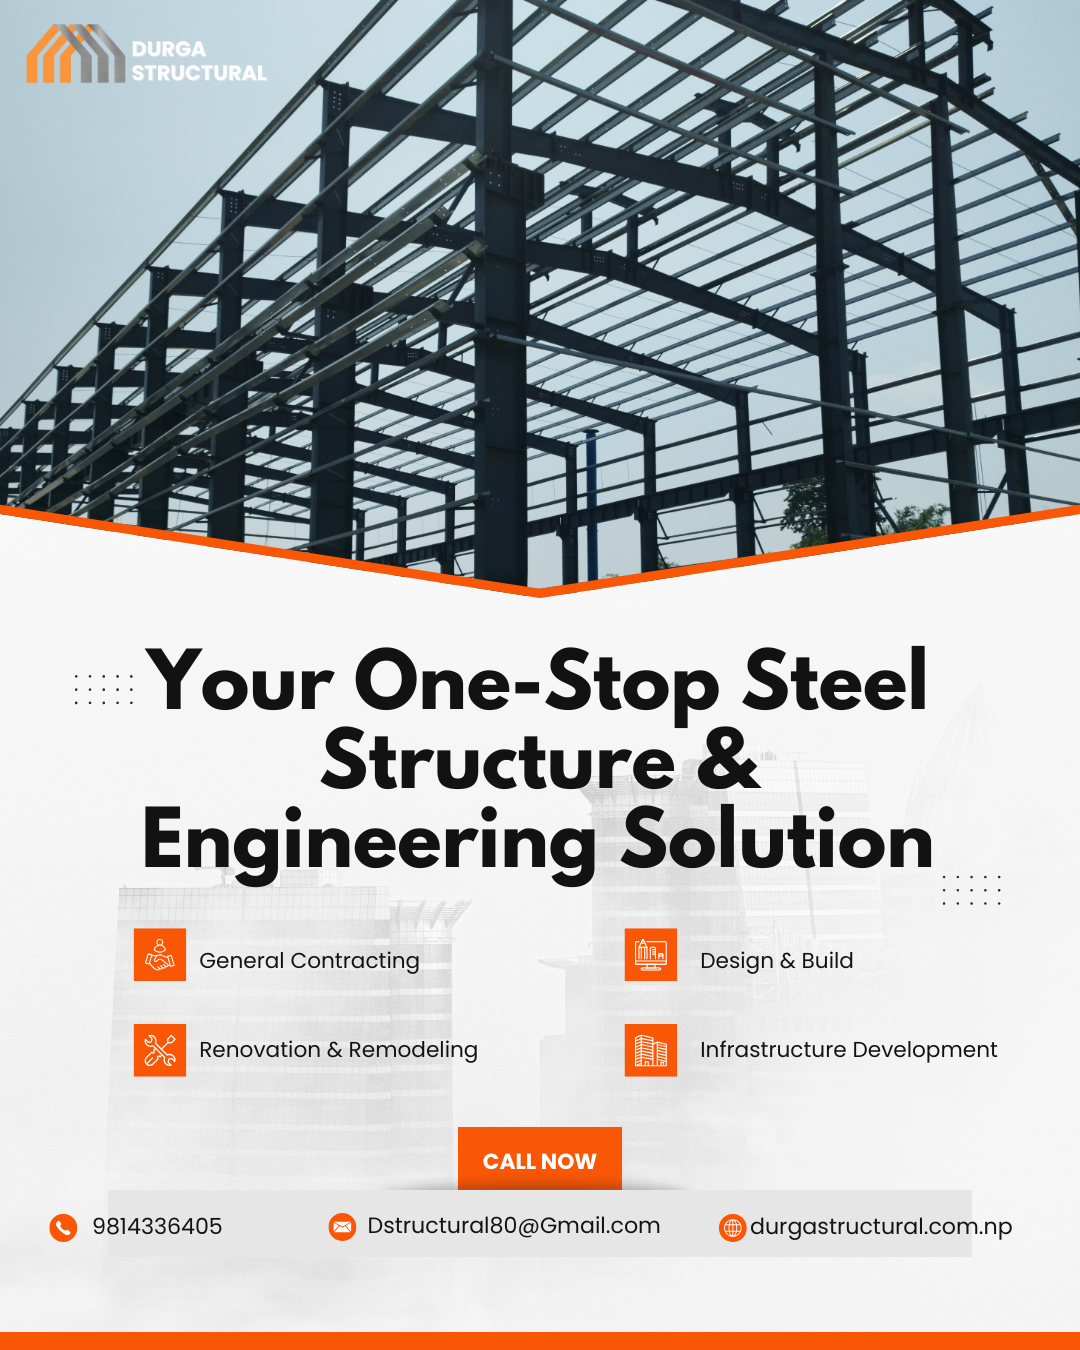 DURGA
STRUCTURAL
Your One-Stop Steel
Structure &
Engineering Solution
General Contracting
Design & Build
Renovation & Remodeling
Infrastructure Development
CALL NOW
9814336405
Dstructural80@Gmail.com
durgastructural.com.np